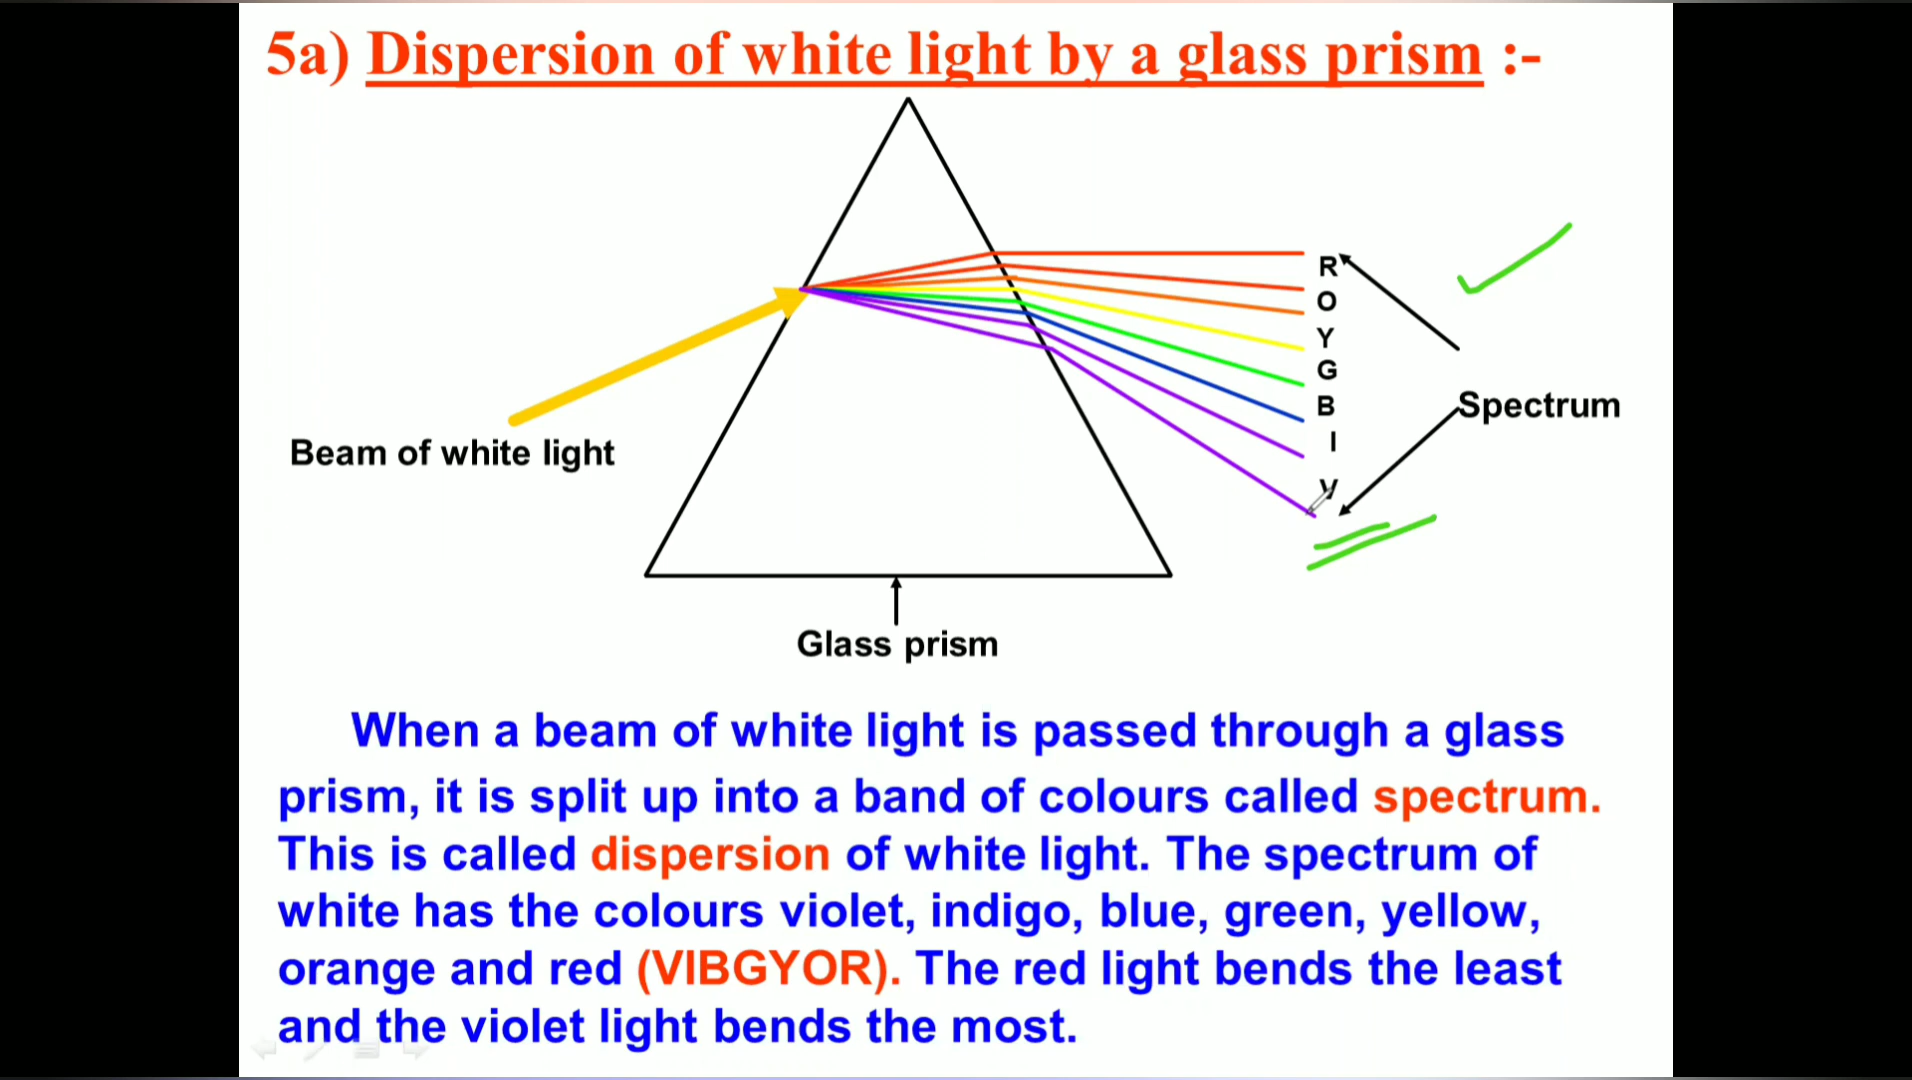 5a) Dispersion of white light by a glass prism :-
R
O
Y
G
B
I
V
Spectrum
Beam of white light
Glass prism
When a beam of white light is passed through a glass
prism, it is split up into a band of colours called spectrum.
This is called dispersion of white light. The spectrum of
white has the colours violet, indigo, blue, green, yellow,
orange and red (VIBGYOR). The red light bends the least
and the violet light bends the most.